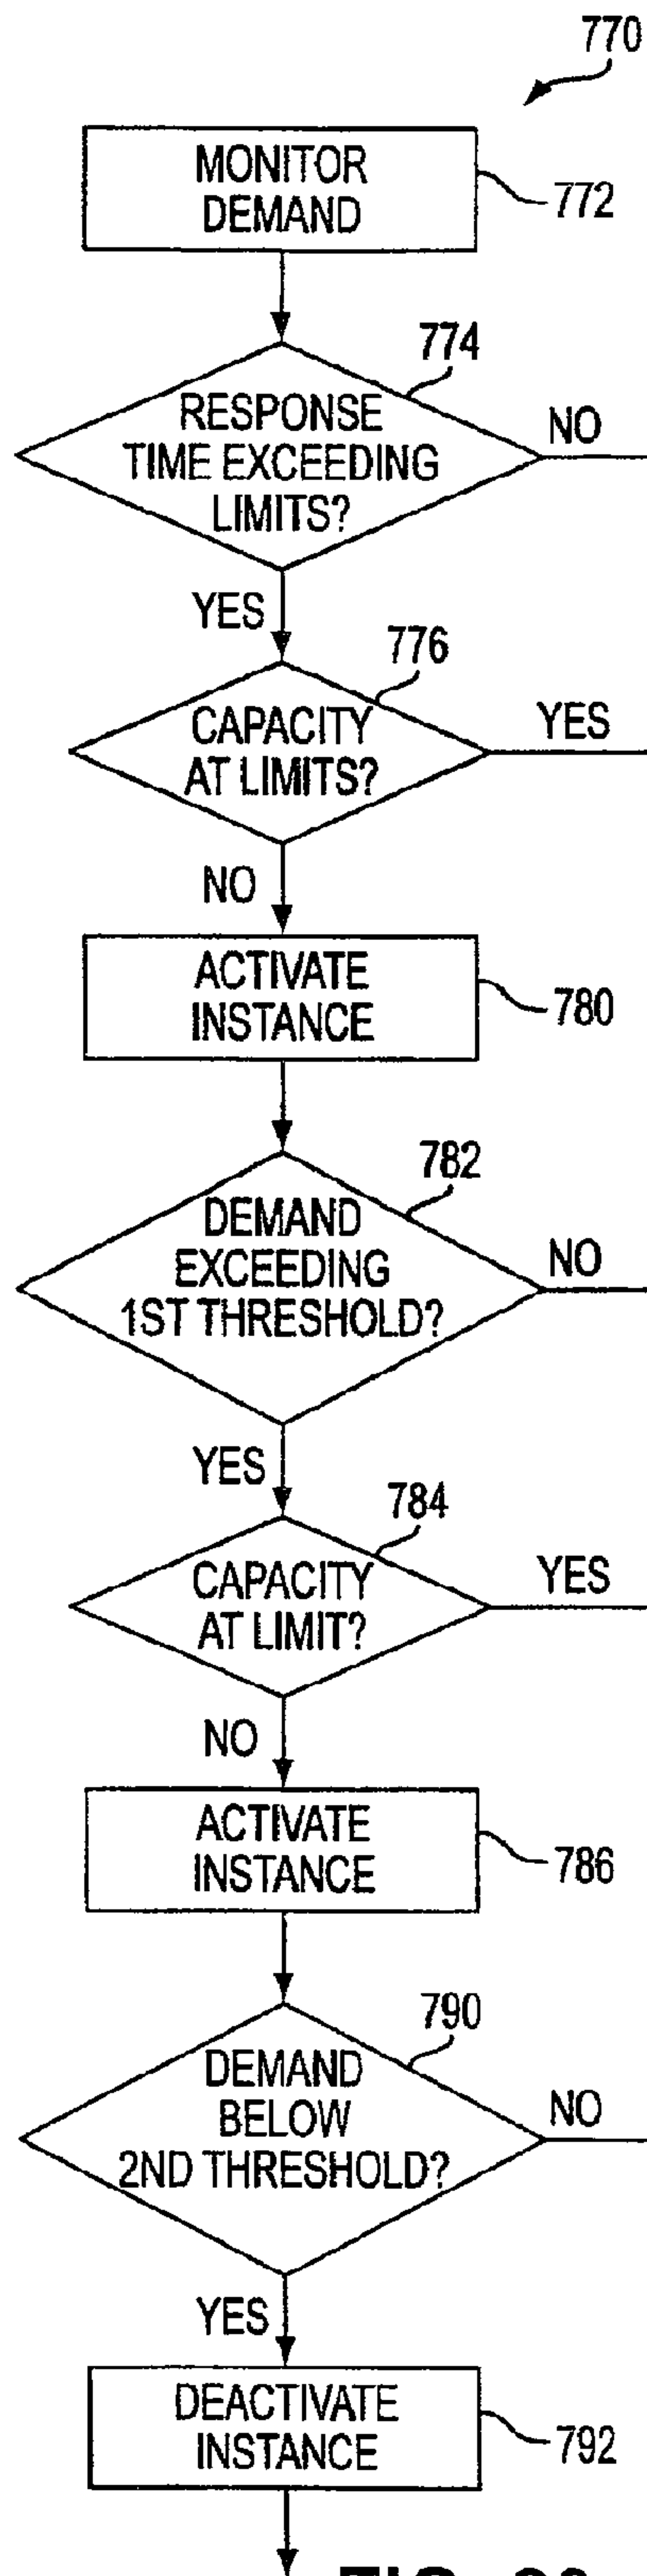 770
MONITOR
DEMAND
772
774
RESPONSE
TIME EXCEEDING
LIMITS?
NO
YES
776
CAPACITY
AT LIMITS?
YES
NO
ACTIVATE
INSTANCE
780
782
DEMAND
EXCEEDING
1ST THRESHOLD?
NO
YES
784
CAPACITY
AT LIMIT?
YES
NO
ACTIVATE
INSTANCE
786
790
DEMAND
BELOW
2ND THRESHOLD?
NO
YES
DEACTIVATE
INSTANCE
792